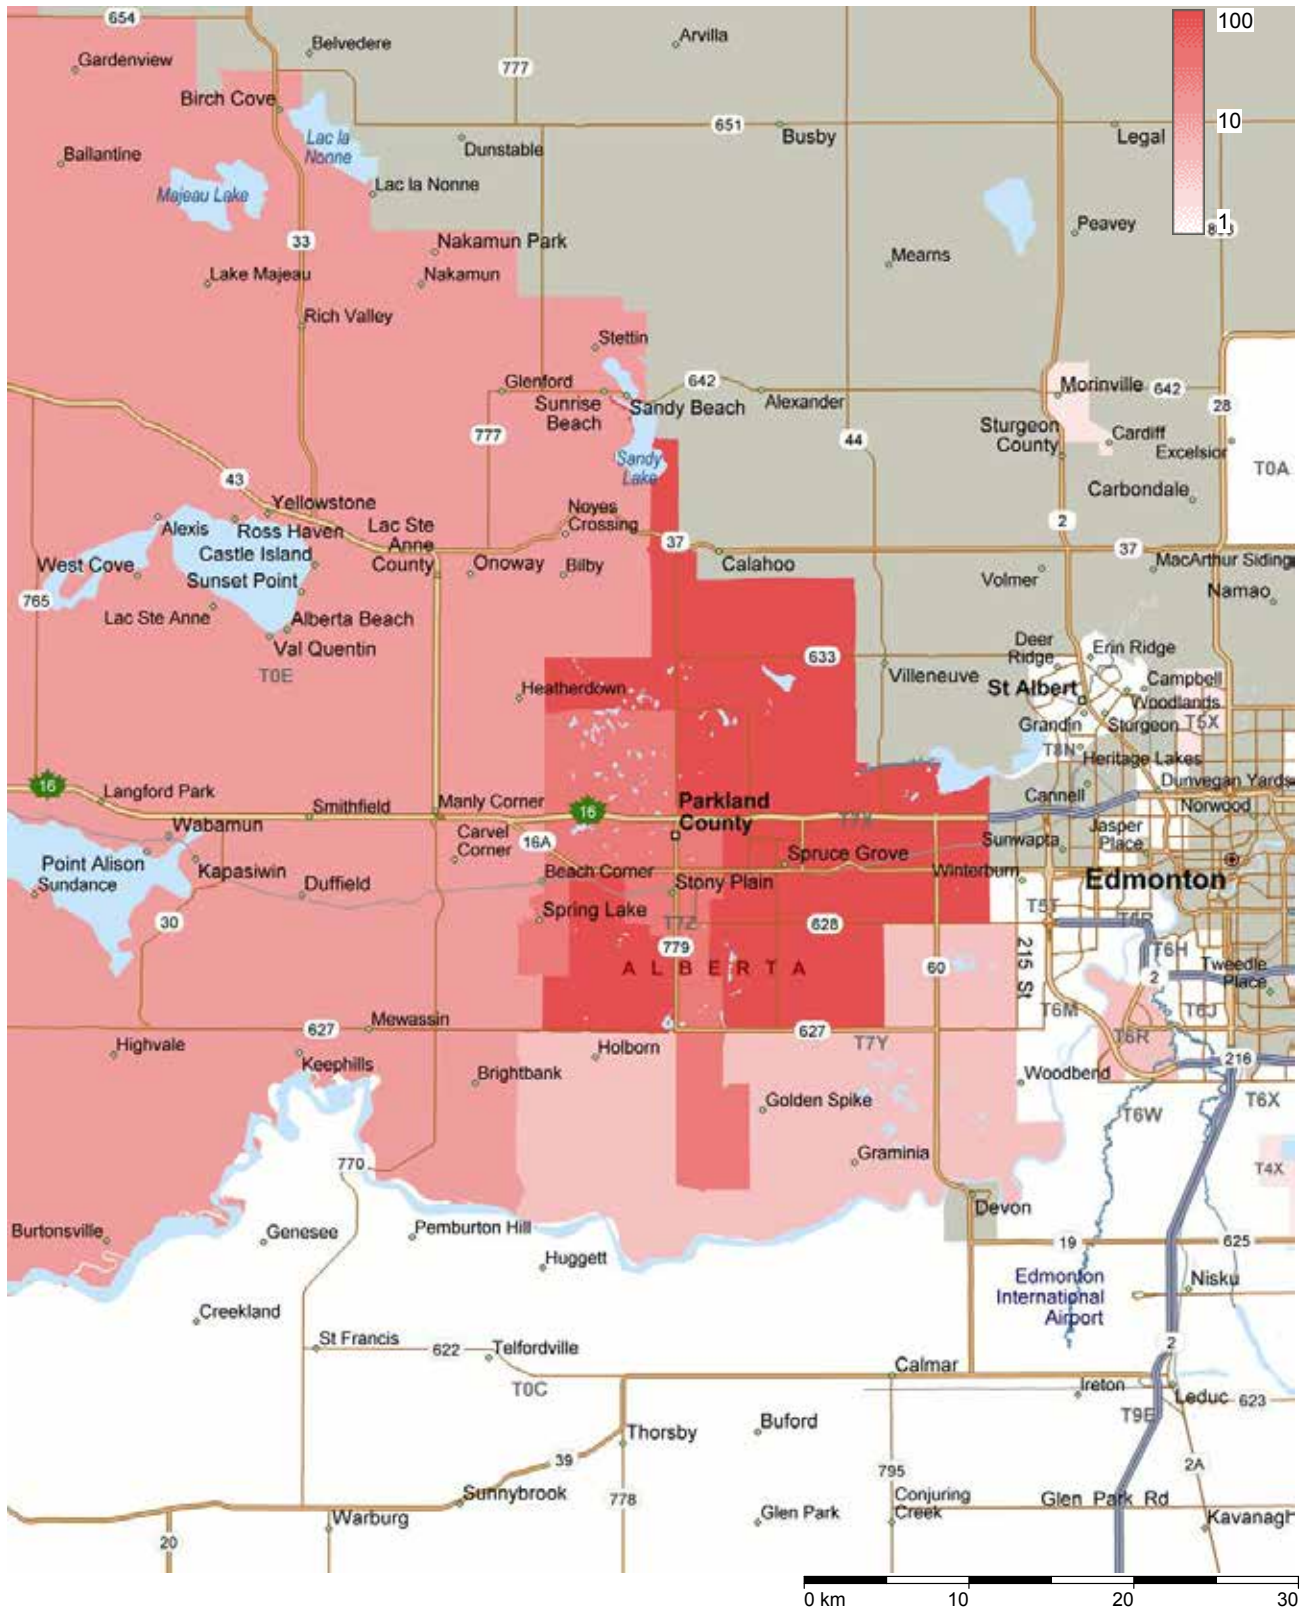 654
Belvedere
Arvilla
100
Gardenview
777
Birch Cove
10
Lac la
Nonne
651
Busby
Legal
Ballantine
Dunstable
Majeau Lake
Lac la Nonne
1
Peavey
33
Nakamun Park
Mearns
Lake Majeau
Nakamun
Rich Valley
Stettin
Glenford
642
Morinville
642
Sunrise
Beach
Sandy Beach
Alexander
28
777
44
Sturgeon
County
Cardiff
Excelsior
Sandy
Lake
T0A
43
Carbondale
Yellowstone
Noyes
Crossing
Alexis
Ross Haven
Lac Ste
Anne
County
2
Castle Island
37
37
West Cove
Sunset Point
Onoway
Bilby
Calahoo
MacArthur Siding
Volmer
765
Namao
Lac Ste Anne
Alberta Beach
Val Quentin
Deer
Ridge
Erin Ridge
633
T0E
Villeneuve
Campbell
Heatherdown
St Albert
Woodlands
Grandin
Sturgeon
T5X
T8N
Heritage Lakes
16
Dunvegan Yards
Langford Park
Smithfield
Manly Corner
16
Parkland
County
Cannell
Norwood
T7X
Wabamun
Carvel
Corner
16A
Jasper
Place
Sunwapta
Point Alison
Kapasiwin
Beach Corner
Spruce Grove
Winterburn
Edmonton
Sundance
Duffield
Stony Plain
T5T
T5R
30
Spring Lake
T7Z
628
779
215 St
T6H
ALBERTA
60
2
Tweedle
Place
T6M
T6J
627
Mewassin
627
T6R
Highvale
Holborn
T7Y
216
Keephills
Brightbank
Woodbend
Golden Spike
T6W
T6X
770
Graminia
T4X
Burtonsville
Genesee
Pemburton Hill
Devon
19
625
Huggett
Edmonton
International
Airport
Nisku
Creekland
St Francis
622
Telfordville
2
Calmar
T0C
Ireton
Leduc
623
T9E
Buford
Thorsby
39
795
2A
Sunnybrook
778
Conjuring
Creek
Glen Park Rd
Warburg
Glen Park
Kavanagh
20
0 km
10
20
30